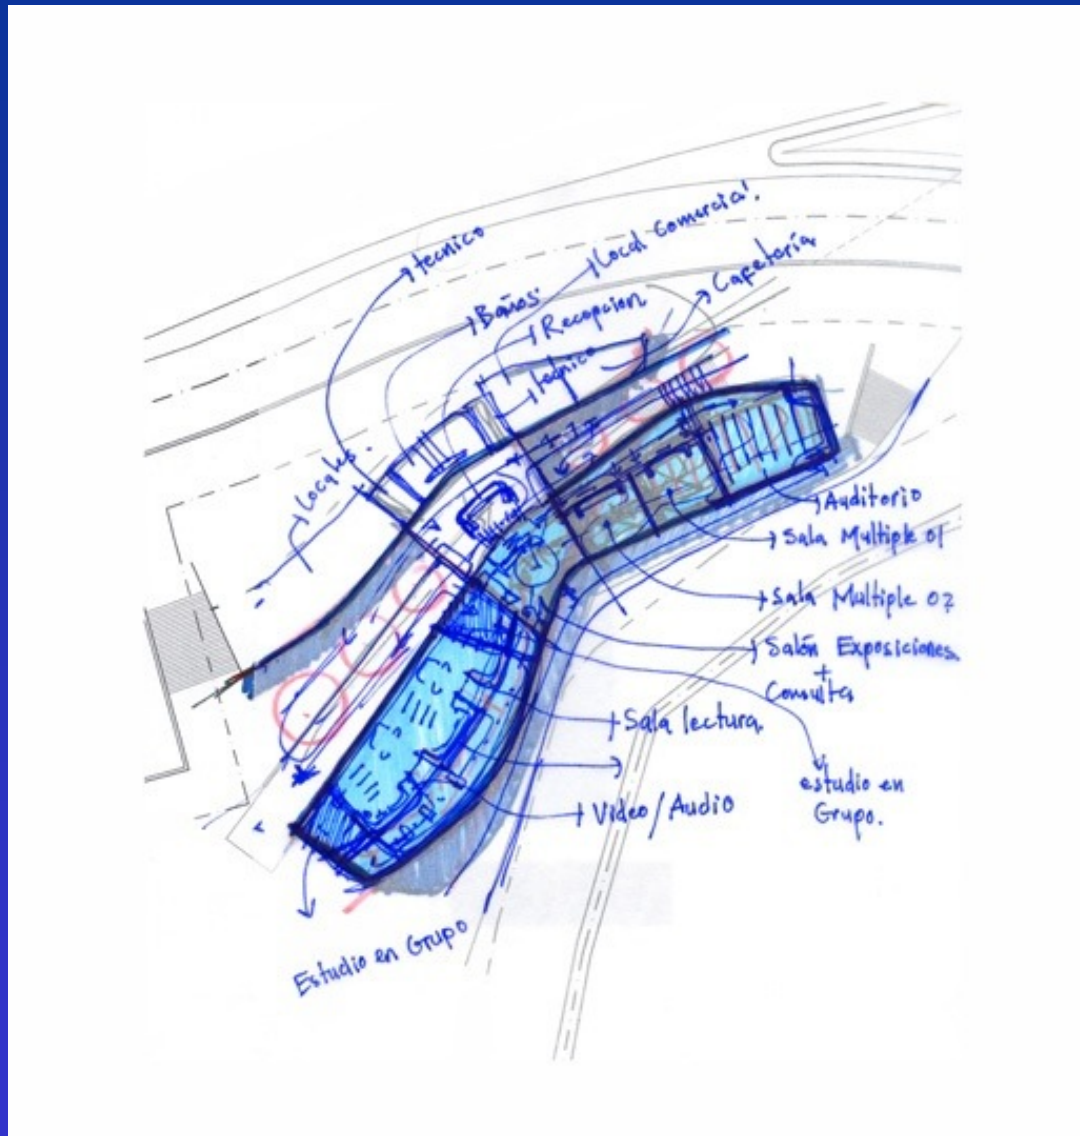 tecnico
Local Comercial.
Cafetería
Baños
Recepcion
tecnico
locales.
Auditorio
Sala Multiple 01
Sala Multiple 02
Salón Exposiciones
+
Consulta
Sala lectura
estudio en
Grupo.
Video/Audio
Estudio en Grupo